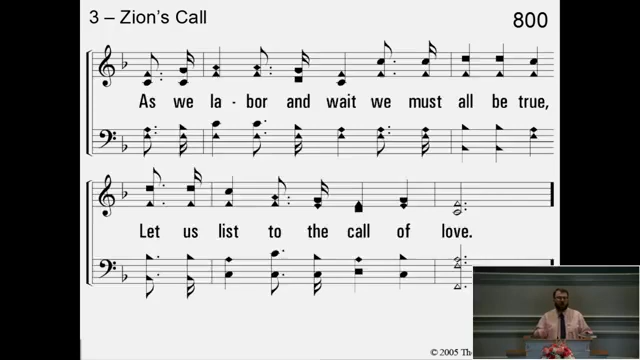 3 – Zion's Call
800
As we la - bor and wait we must all be true,
Let us list to the call of love.
© 2005 The